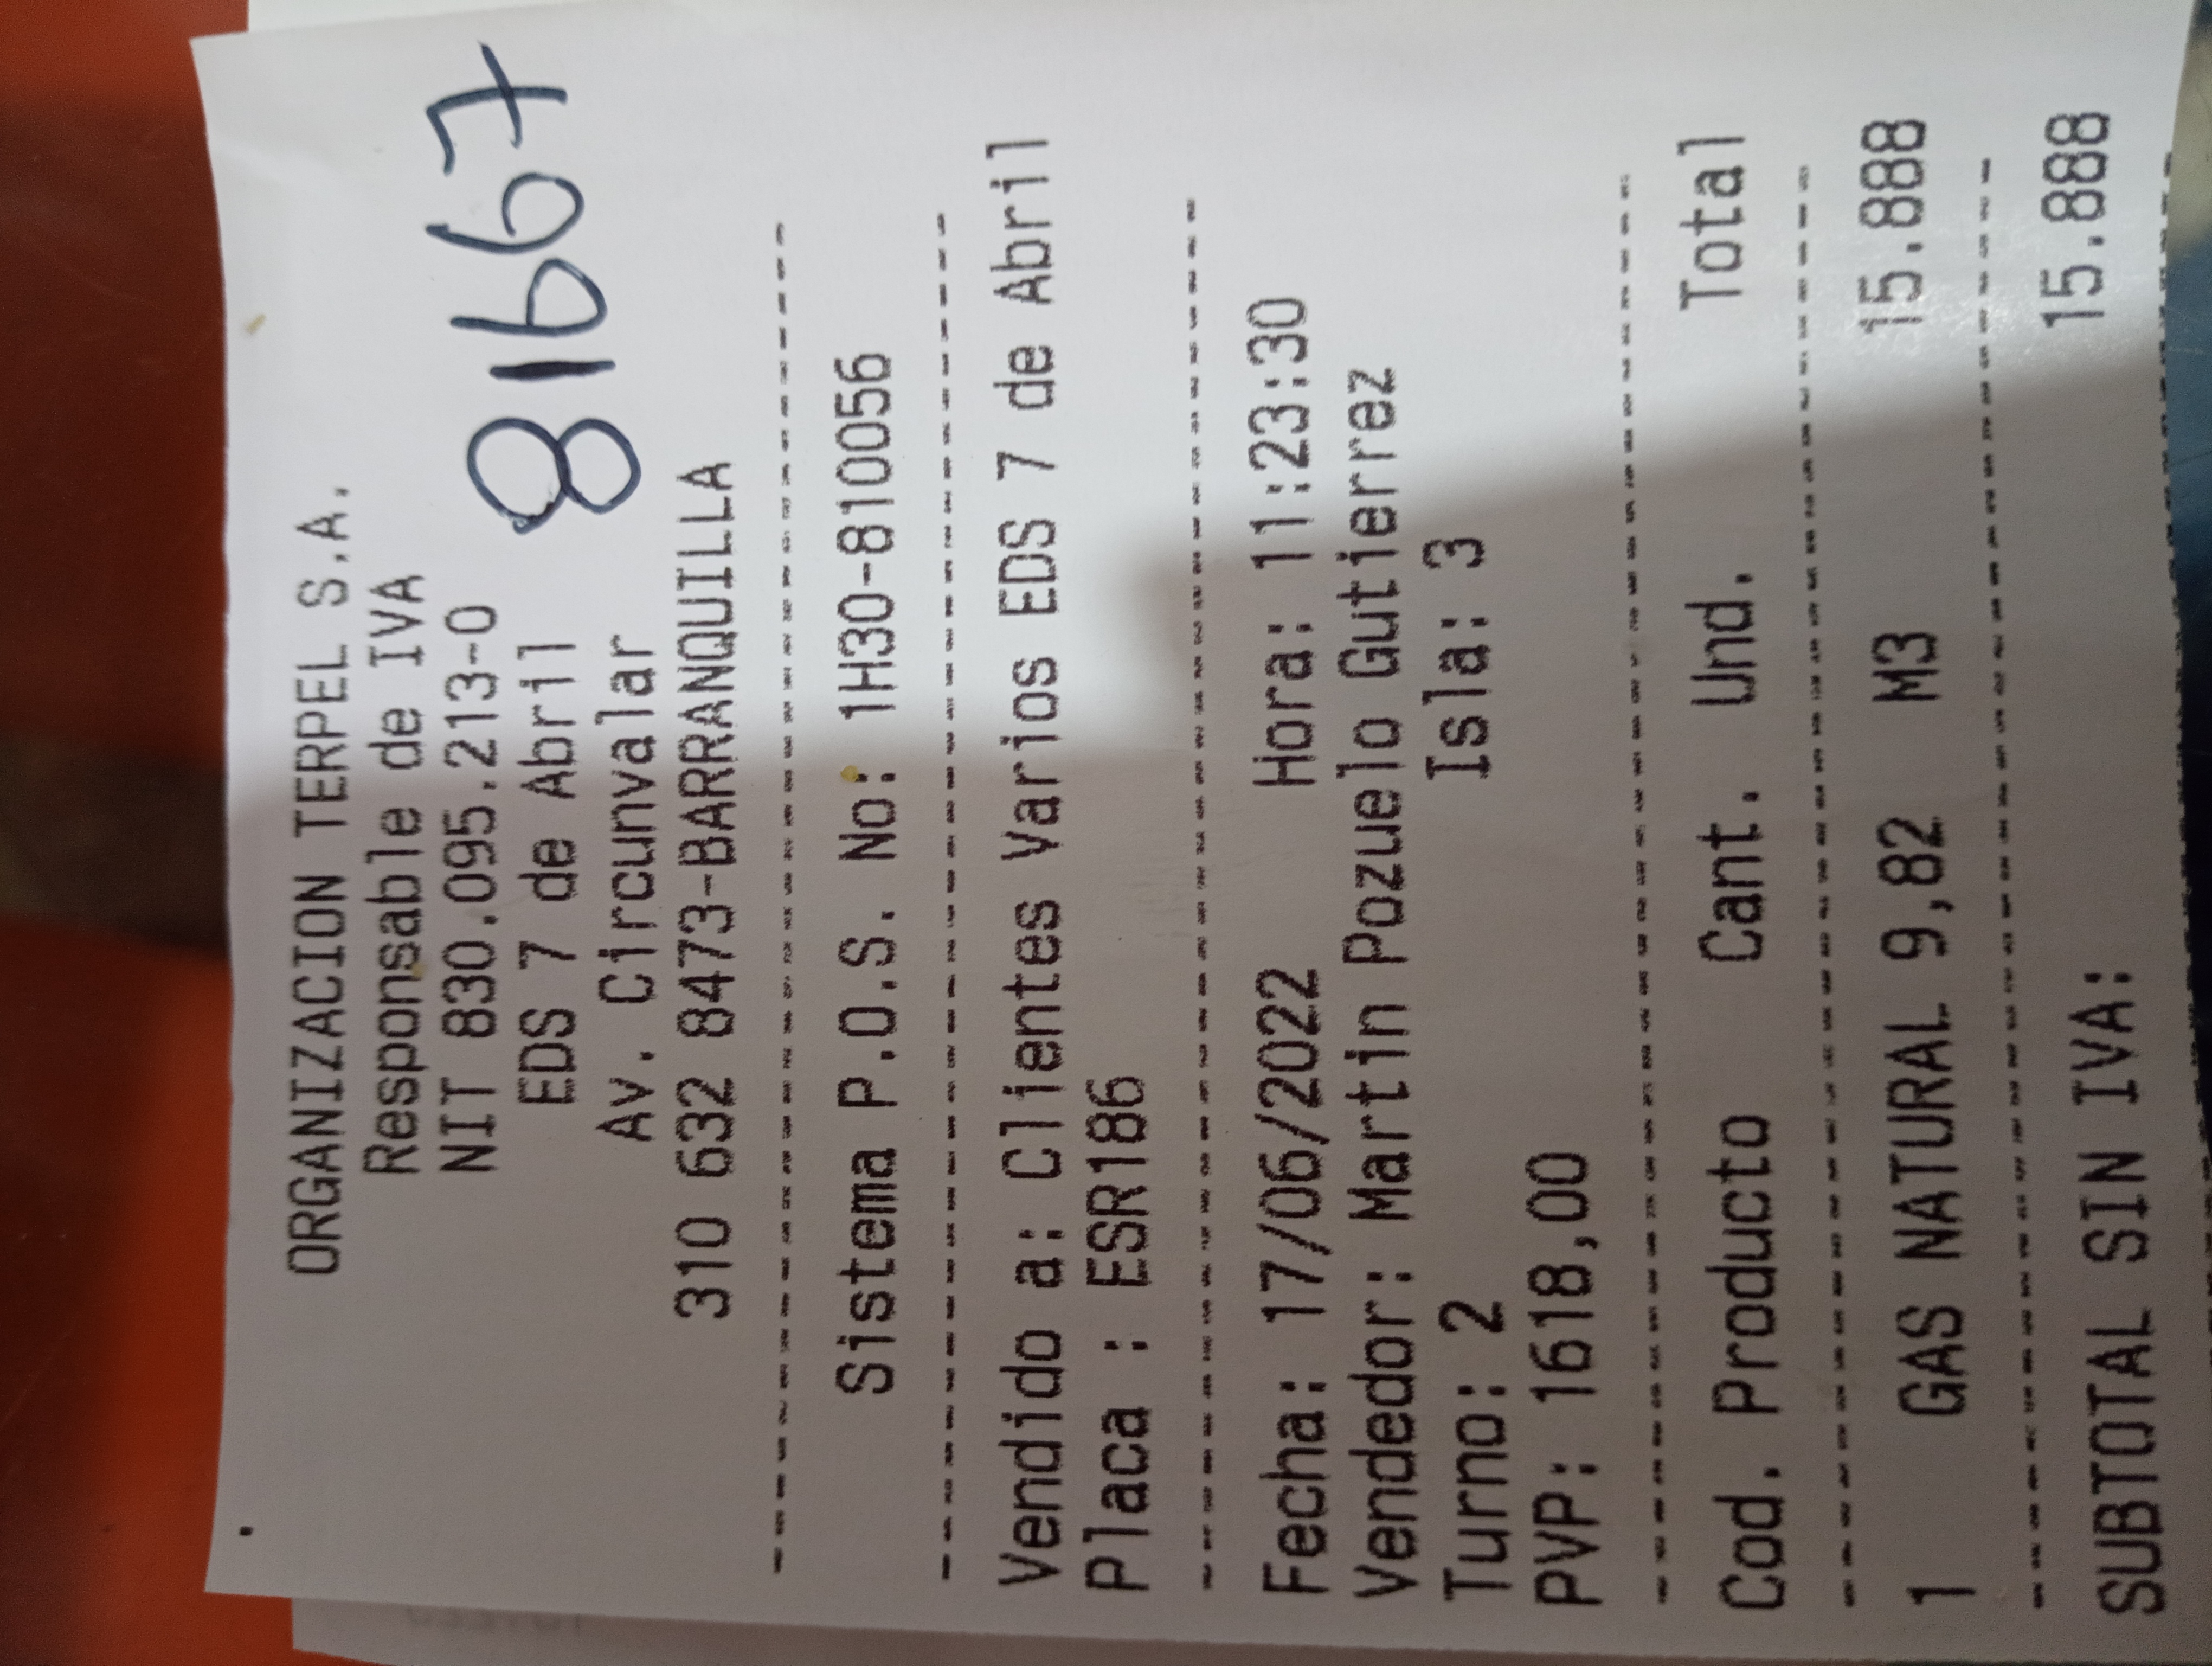 ORGANIZACION TERPEL S.A.
Responsable de IVA
NIT 830.095.213-0
EDS 7 de Abril
8167
Av. Circunvalar
310 632 8473-BARRANQUILLA
Sistema P.O.S. No: 1H30-810056
Vendido a: Clientes Varios EDS 7 de Abril
Placa : ESR186
Fecha: 17/06/2022 Hora: 11:23:30
Vendedor: Martin Pozuelo Gutierrez
Turno: 2 Isla: 3
PVP: 1618,00
Cod. Producto Cant. Und. Total
1 GAS NATURAL 9,82 M3 15.888
SUBTOTAL SIN IVA: 15.888